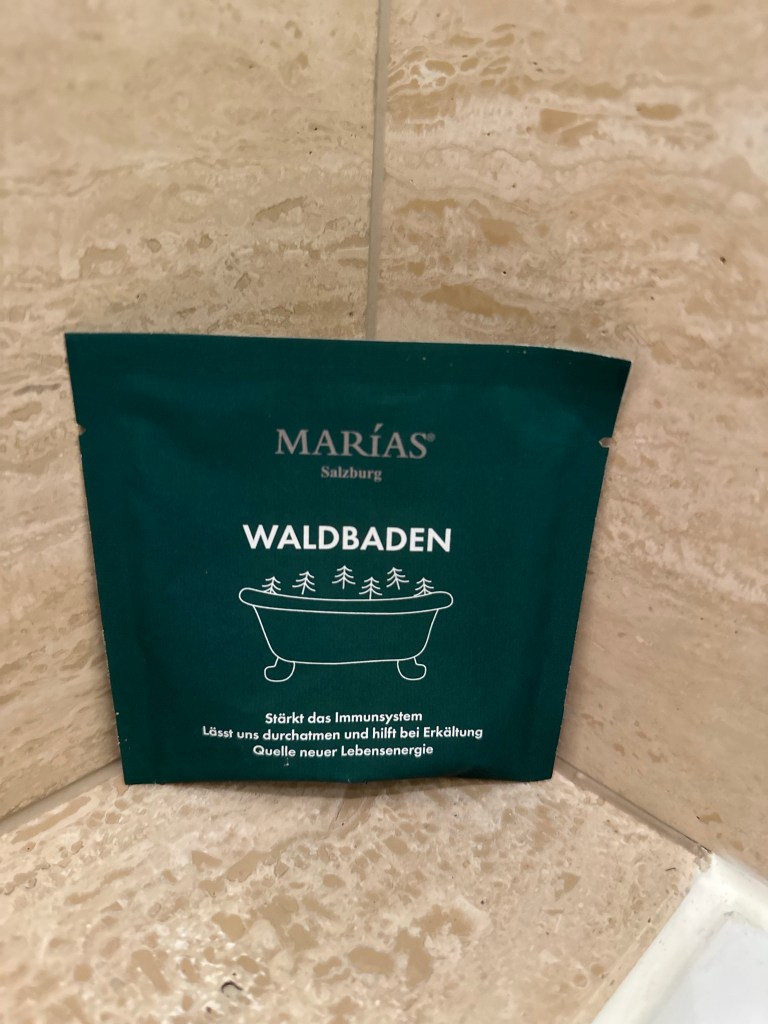 MARÍAS®
Salzburg
WALDBADEN
Stärkt das Immunsystem
Lässt uns durchatmen und hilft bei Erkältung
Quelle neuer Lebensenergie